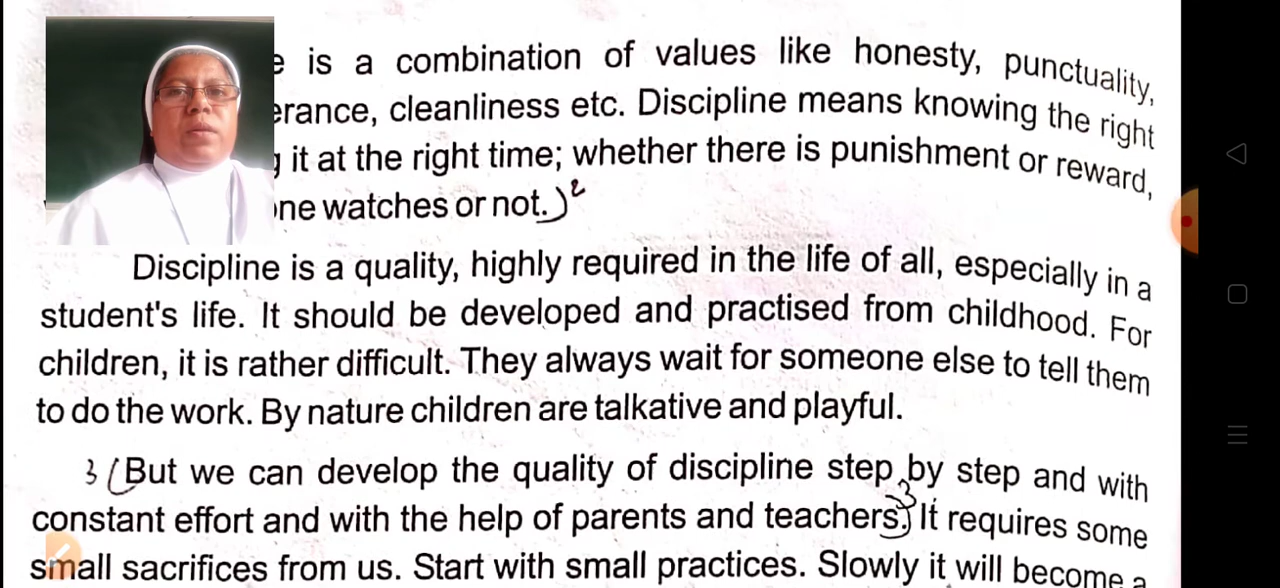 is a combination of values like honesty, punctuality,
cleanliness etc. Discipline means knowing the right
it at the right time; whether there is punishment or reward,
watches or not.)2
Discipline is a quality, highly required in the life of all, especially in a
student's life. It should be developed and practised from childhood. For
children, it is rather difficult. They always wait for someone else to tell them
to do the work. By nature children are talkative and playful.
3 (But we can develop the quality of discipline step by step and with
constant effort and with the help of parents and teachers.)3 It requires some
small sacrifices from us. Start with small practices. Slowly it will become a